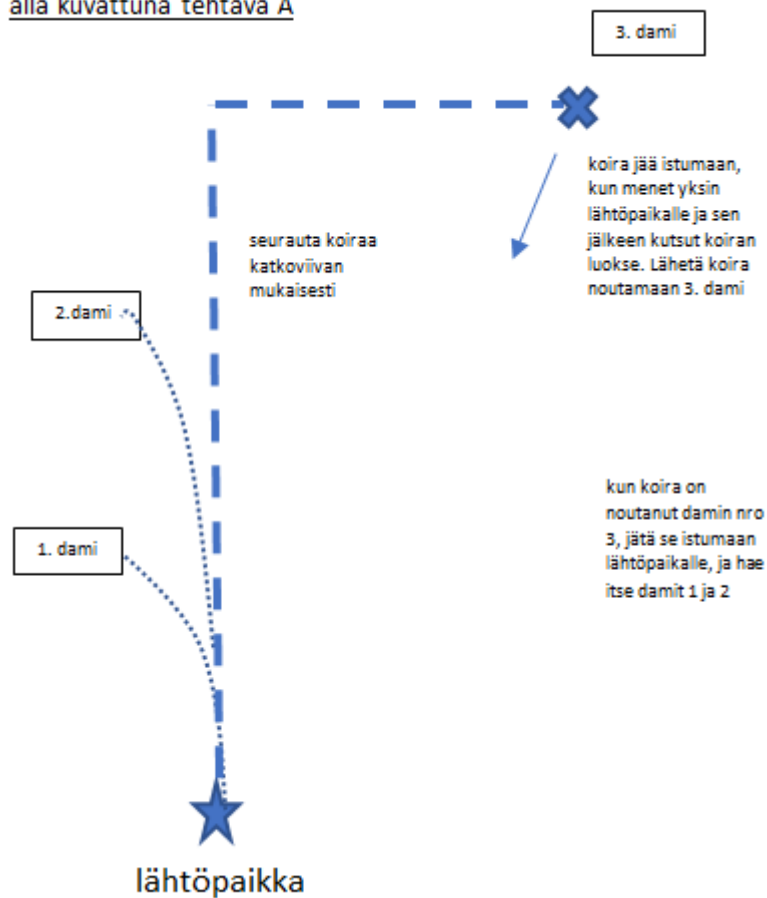 alla kuvattuna tehtävä A
3. dami
koira jää istumaan,
kun menet yksin
lähtöpaikalle ja sen
jälkeen kutsut koiran
luokse. Lähetä koira
noutamaan 3. dami
seurauta koiraa
katkoviivan
mukaisesti
2.dami
kun koira on
noutanut damin nro
3, jätä se istumaan
lähtöpaikalle, ja hae
itse damit 1 ja 2
1. dami
lähtöpaikka